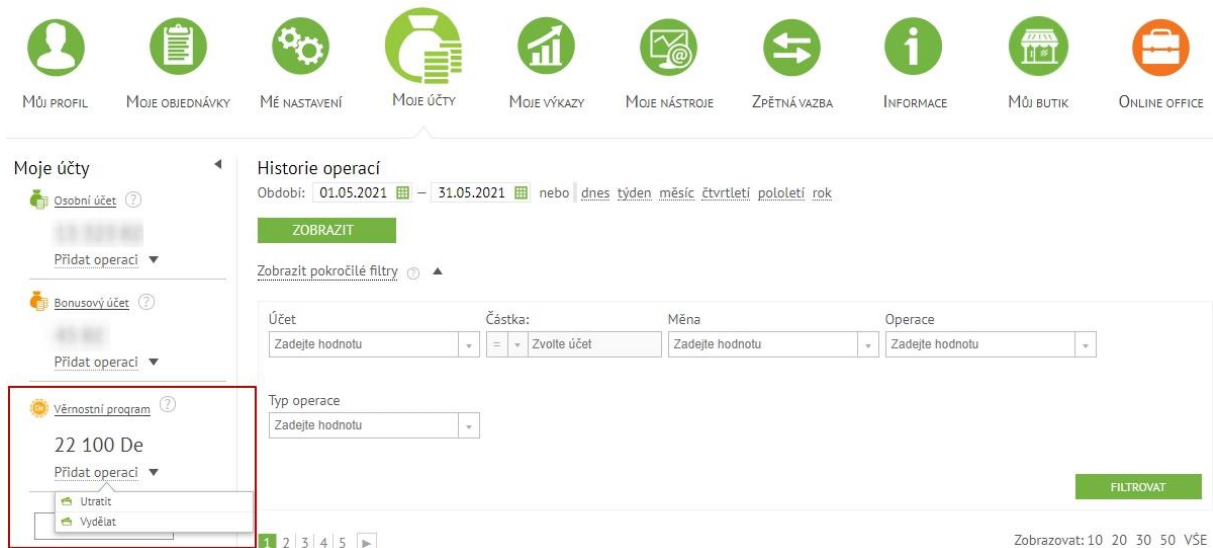 Můj profil
Moje objednávky
Mé nastavení
Moje účty
Moje výkazy
Moje nástroje
Zpětná vazba
Informace
Můj butik
Online office
Moje účty
Osobní účet ?
Přidat operaci
Bonusový účet ?
Přidat operaci
Věrnostní program ?
22 100 De
Přidat operaci
Utratit
Vydělat
Historie operací
Období: 01.05.2021 – 31.05.2021 nebo dnes týden měsíc čtvrtletí pololetí rok
ZOBRAZIT
Zobrazit pokročilé filtry ?
Účet
Zadejte hodnotu
Částka:
= Zvolte účet
Měna
Zadejte hodnotu
Operace
Zadejte hodnotu
Typ operace
Zadejte hodnotu
FILTROVAT
1 2 3 4 5
Zobrazovat: 10 20 30 50 VŠE